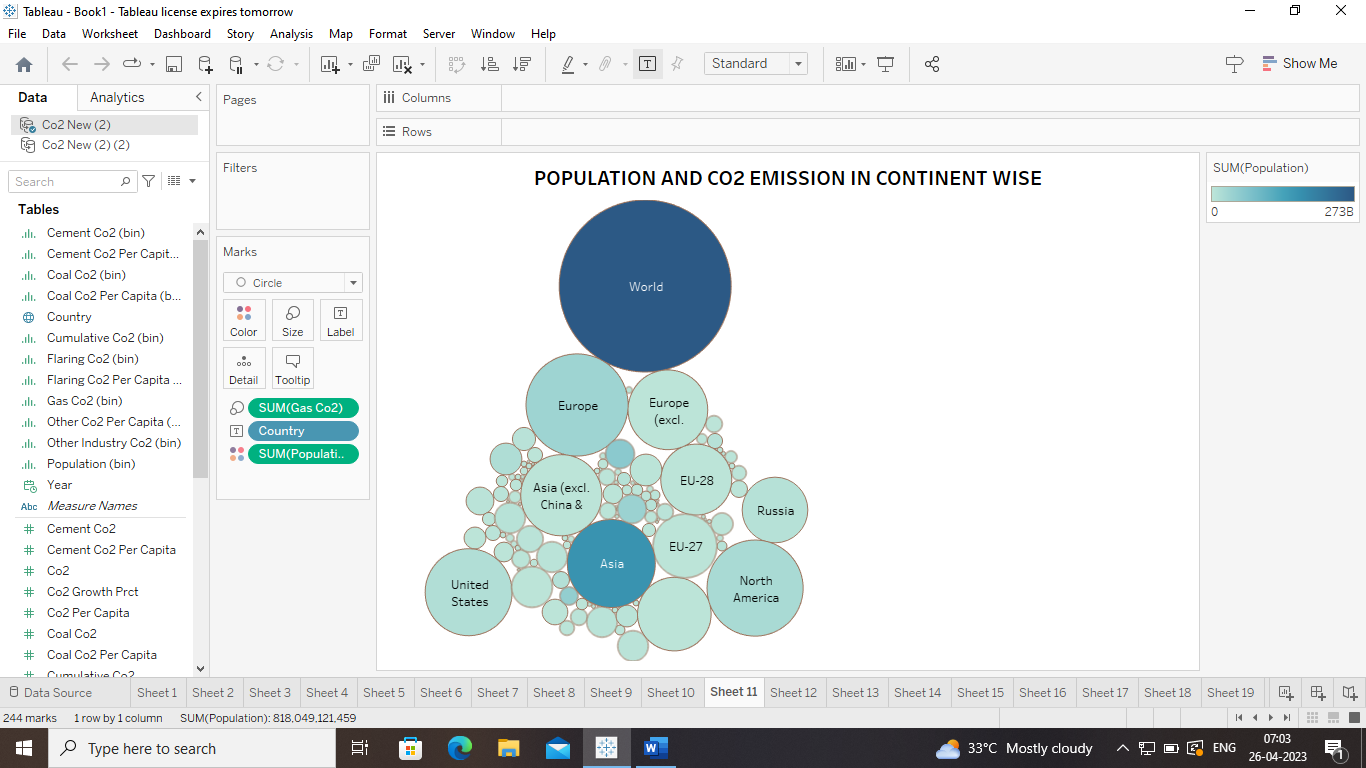 Tableau - Book1 - Tableau license expires tomorrow
File Data Worksheet Dashboard Story Analysis Map Format Server Window Help
Standard
Show Me
Data Analytics
Co2 New (2)
Co2 New (2) (2)
Search
Tables
Cement Co2 (bin)
Cement Co2 Per Capit...
Coal Co2 (bin)
Coal Co2 Per Capita (b...
Country
Cumulative Co2 (bin)
Flaring Co2 (bin)
Flaring Co2 Per Capita ...
Gas Co2 (bin)
Other Co2 Per Capita (...
Other Industry Co2 (bin)
Population (bin)
Year
Abc Measure Names
Cement Co2
Cement Co2 Per Capita
Co2
Co2 Growth Prct
Co2 Per Capita
Coal Co2
Coal Co2 Per Capita
Cumulative Co2
Pages
Filters
Marks
Circle
Color Size Label
Detail Tooltip
SUM(Gas Co2)
Country
SUM(Populati..
Columns
Rows
POPULATION AND CO2 EMISSION IN CONTINENT WISE
World
Europe
Europe
(excl.
Asia (excl.
China &
EU-28
Russia
EU-27
Asia
United
States
North
America
SUM(Population)
0 273B
Data Source Sheet 1 Sheet 2 Sheet 3 Sheet 4 Sheet 5 Sheet 6 Sheet 7 Sheet 8 Sheet 9 Sheet 10 Sheet 11 Sheet 12 Sheet 13 Sheet 14 Sheet 15 Sheet 16 Sheet 17 Sheet 18 Sheet 19
244 marks 1 row by 1 column SUM(Population): 818,049,121,459
Type here to search
33°C Mostly cloudy
ENG
07:03
26-04-2023
1